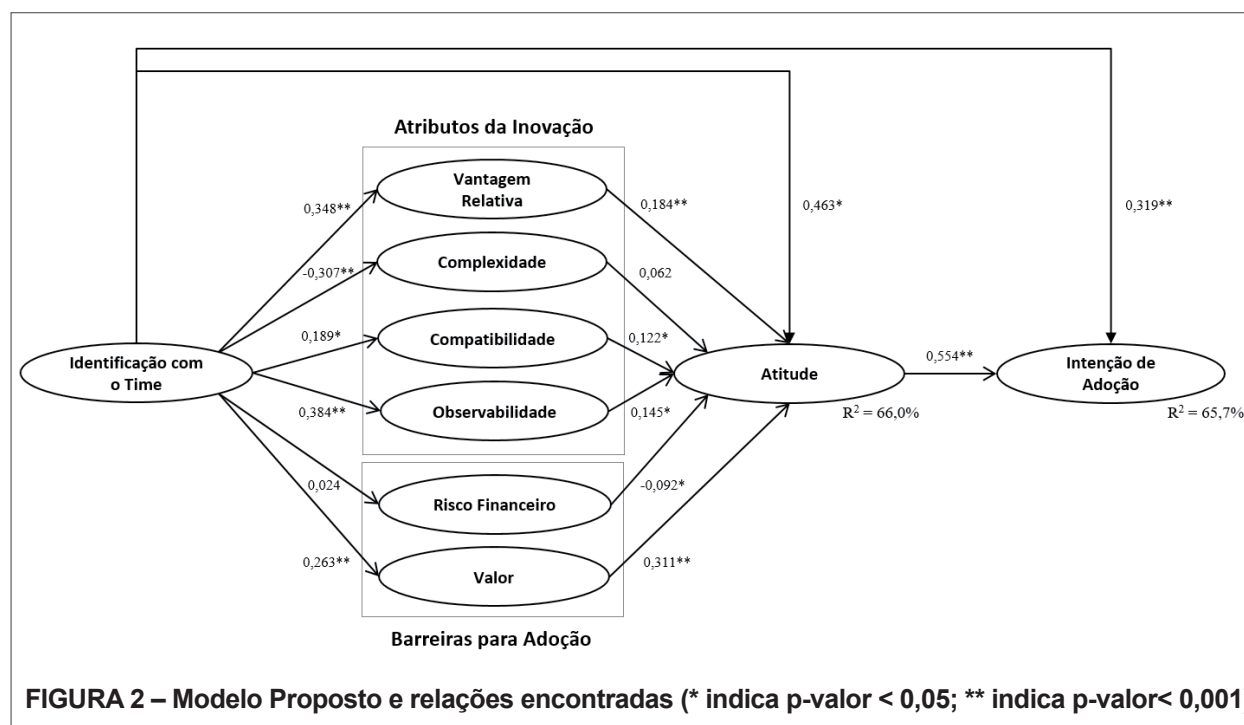 Atributos da Inovação
Vantagem
Relativa
0,348**
0,184**
0,463*
0,319**
-0,307**
Complexidade
0,062
0,189*
Compatibilidade
0,122*
Identificação com
o Time
Atitude
0,554**
Intenção de
Adoção
0,384**
Observabilidade
0,145*
R² = 66,0%
R² = 65,7%
0,024
Risco Financeiro
-0,092*
0,263**
Valor
0,311**
Barreiras para Adoção
FIGURA 2 – Modelo Proposto e relações encontradas (* indica p-valor < 0,05; ** indica p-valor< 0,001